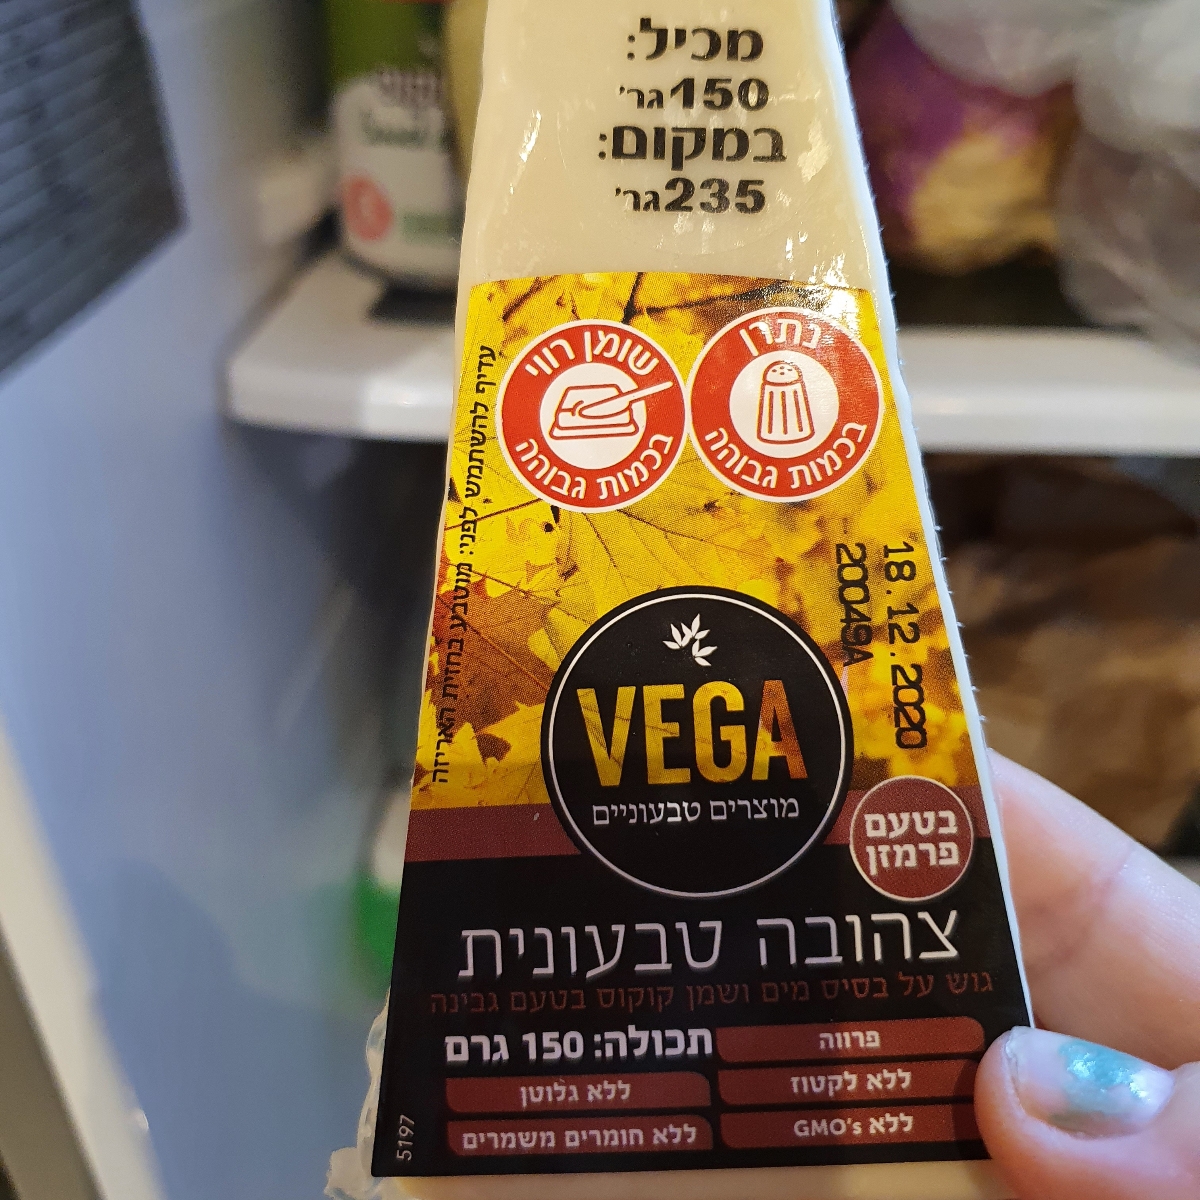 מכיל:
150גר'
במקום:
235גר'
שומן רווי
בכמות גבוהה
נתרן
בכמות גבוהה
עדיף להשתמש לפני: מוטבע בחזית האריזה
18.12.2020
20049A
VEGA
מוצרים טבעוניים
בטעם
פרמזן
צהובה טבעונית
גוש על בסיס מים ושמן קוקוס בטעם גבינה
פרווה
תכולה: 150 גרם
ללא לקטוז
ללא גלוטן
ללא GMO's
ללא חומרים משמרים
5197